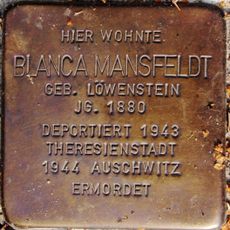 HIER WOHNTE
BLANCA MANSFELDT
GEB. LÖWENSTEIN
JG. 1880
DEPORTIERT 1943
THERESIENSTADT
1944 AUSCHWITZ
ERMORDET